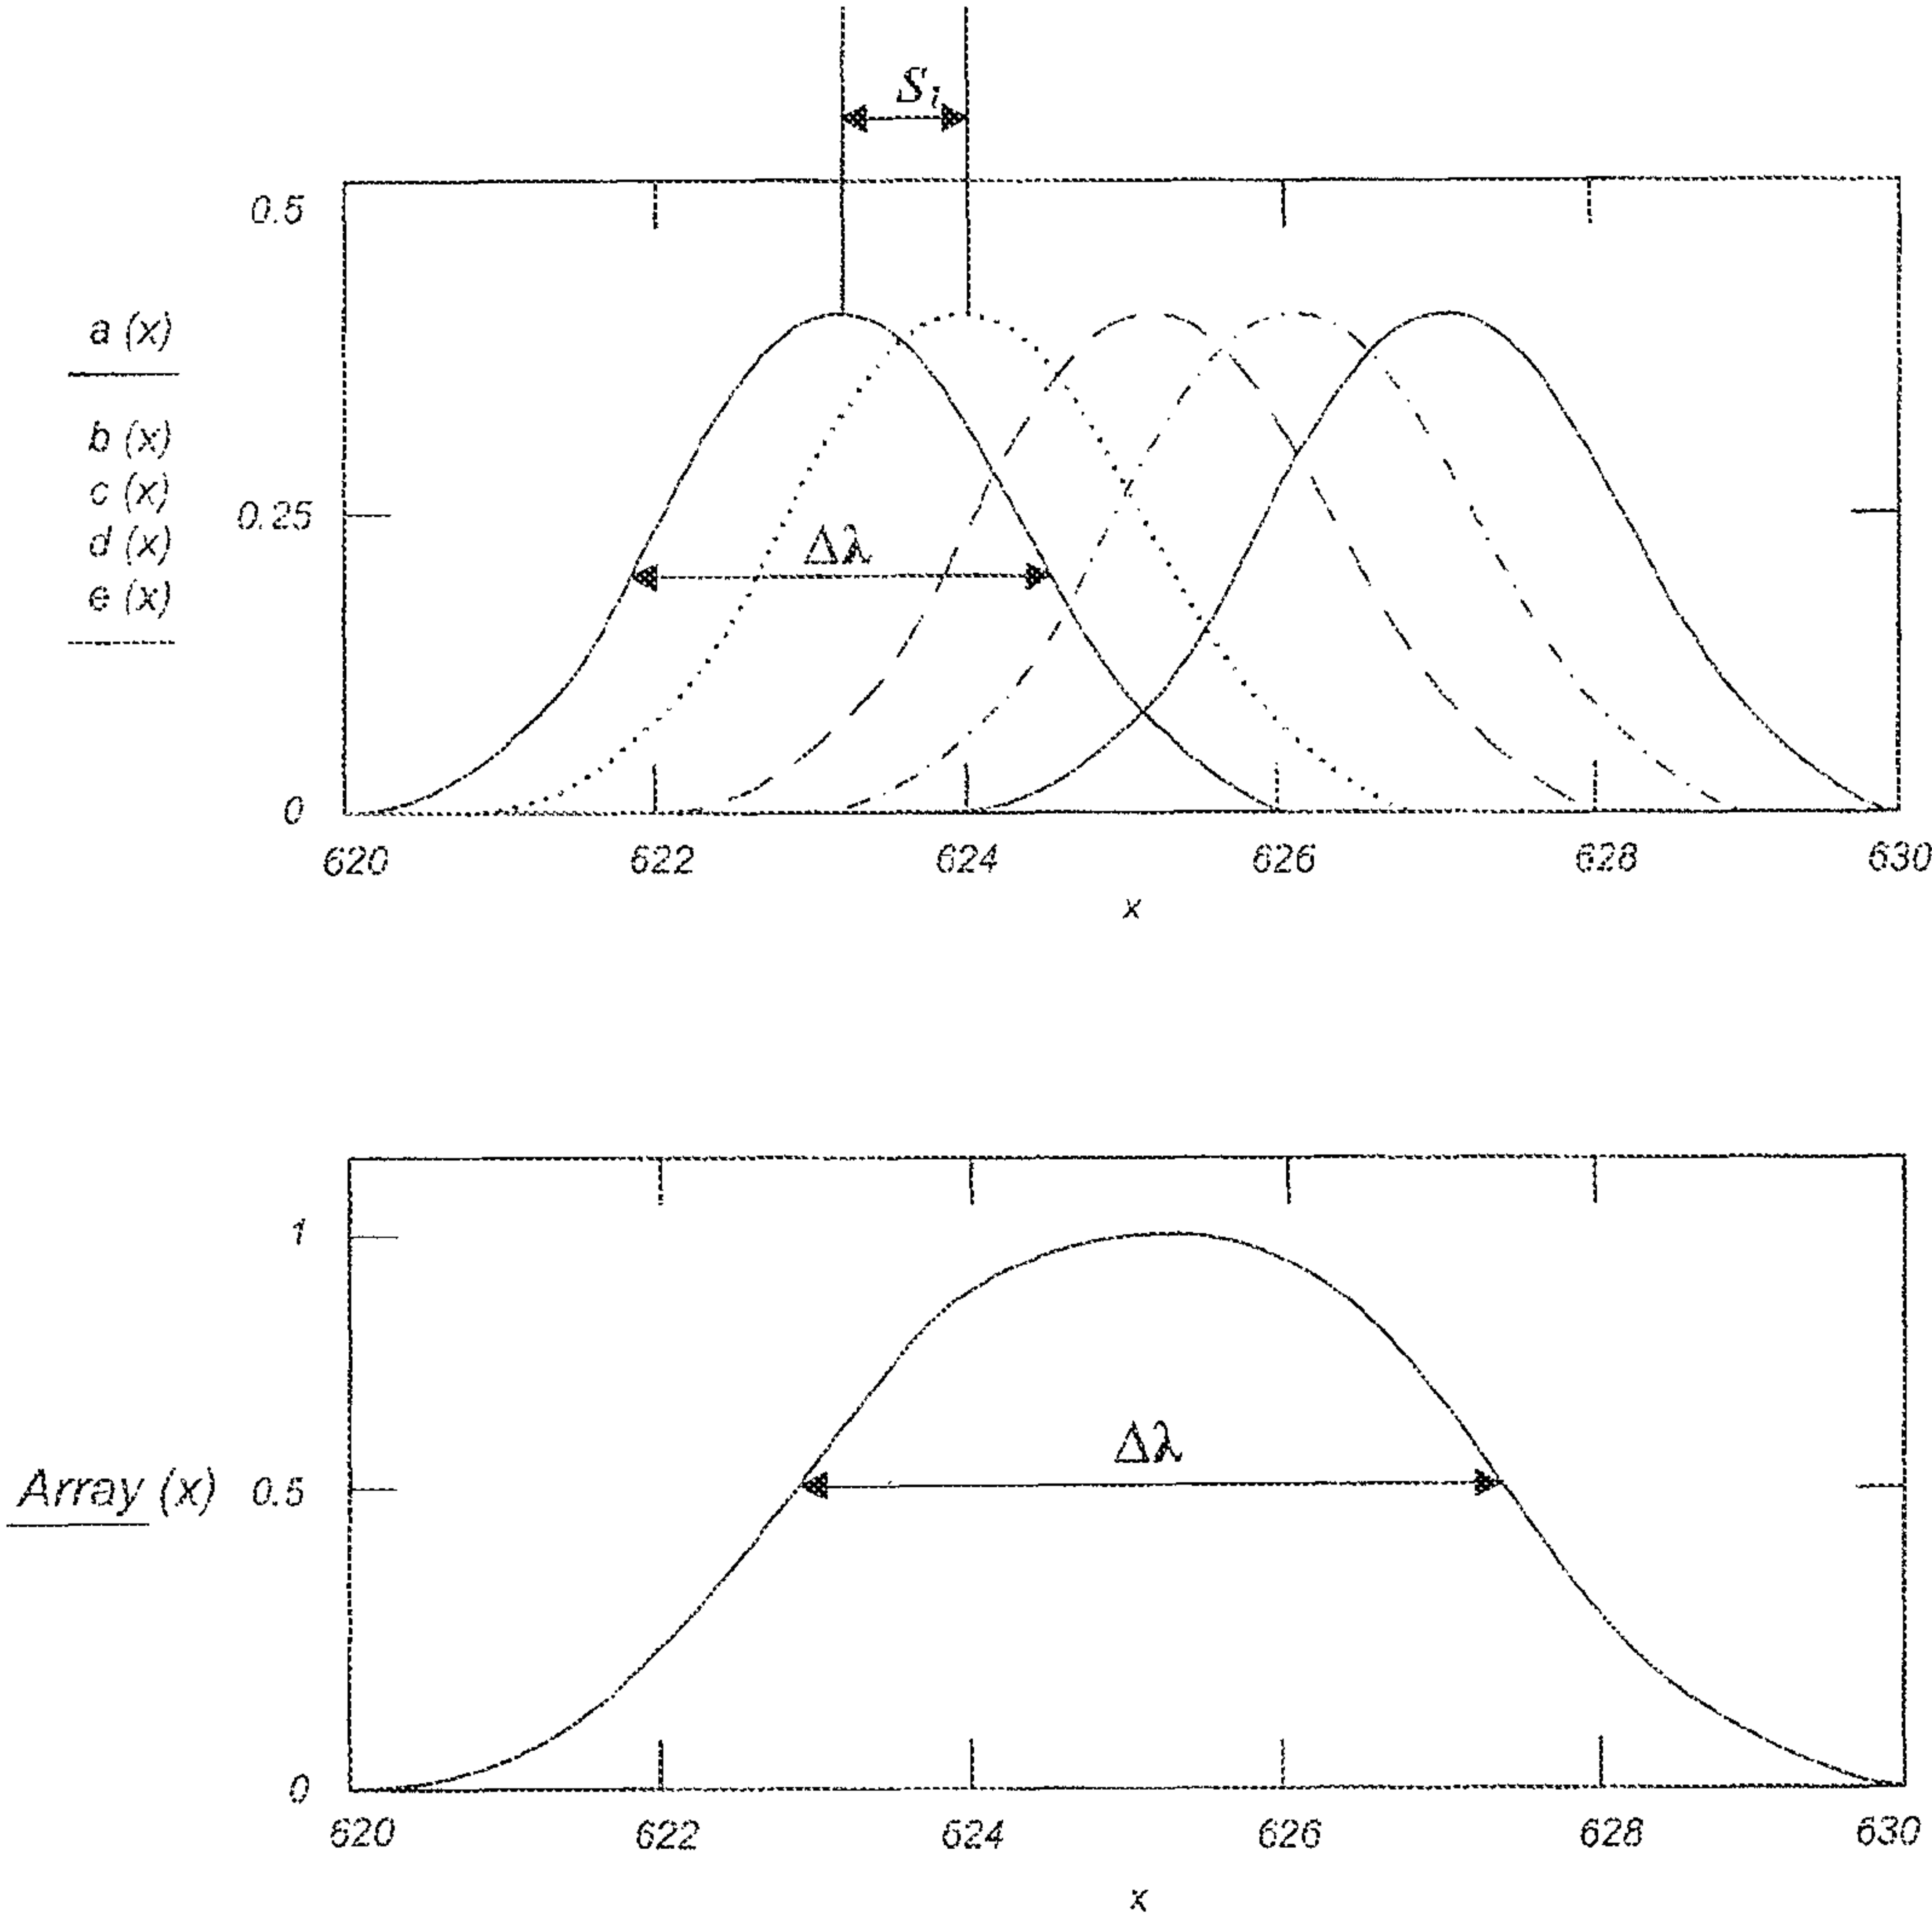 Si
0.5
a (x)
b (x)
c (x)
d (x)
e (x)
0.25
Δλ
0
620 622 624 626 628 630
x
1
Δλ
Array (x) 0.5
0
620 622 624 626 628 630
x